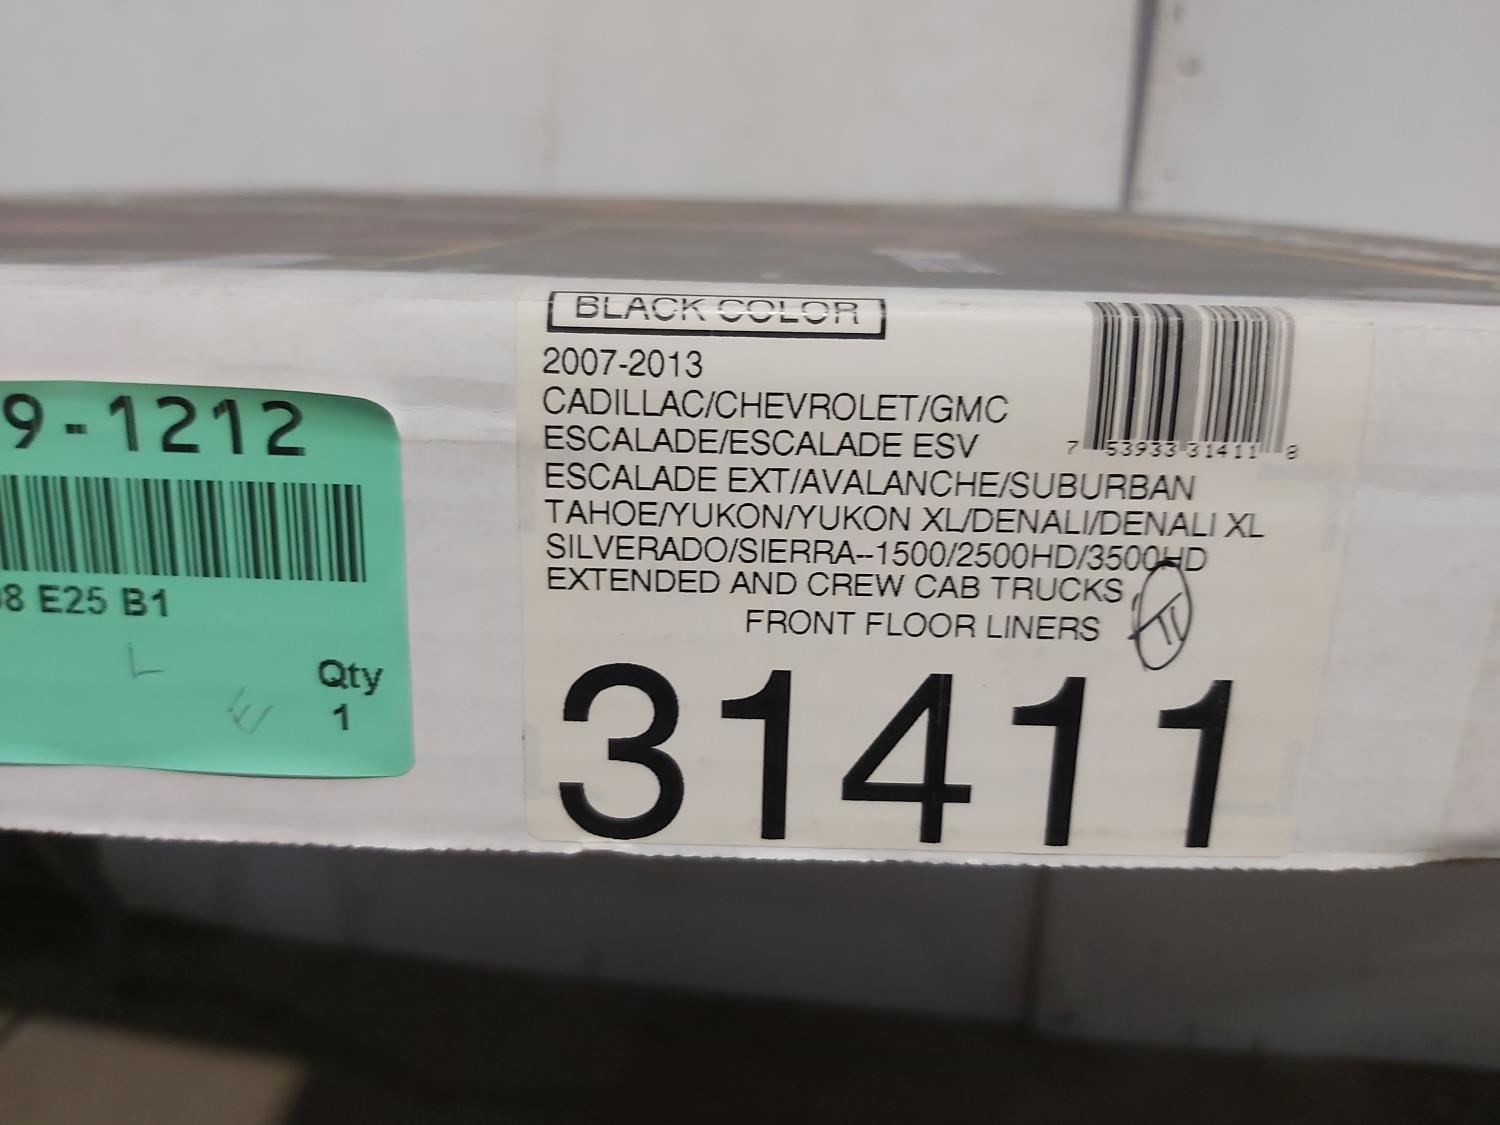 9-1212
8 E25 B1
Qty
1
BLACK COLOR
2007-2013
CADILLAC/CHEVROLET/GMC
ESCALADE/ESCALADE ESV
ESCALADE EXT/AVALANCHE/SUBURBAN
TAHOE/YUKON/YUKON XL/DENALI/DENALI XL
SILVERADO/SIERRA--1500/2500HD/3500HD
EXTENDED AND CREW CAB TRUCKS
FRONT FLOOR LINERS
31411
7 53933 31411 8